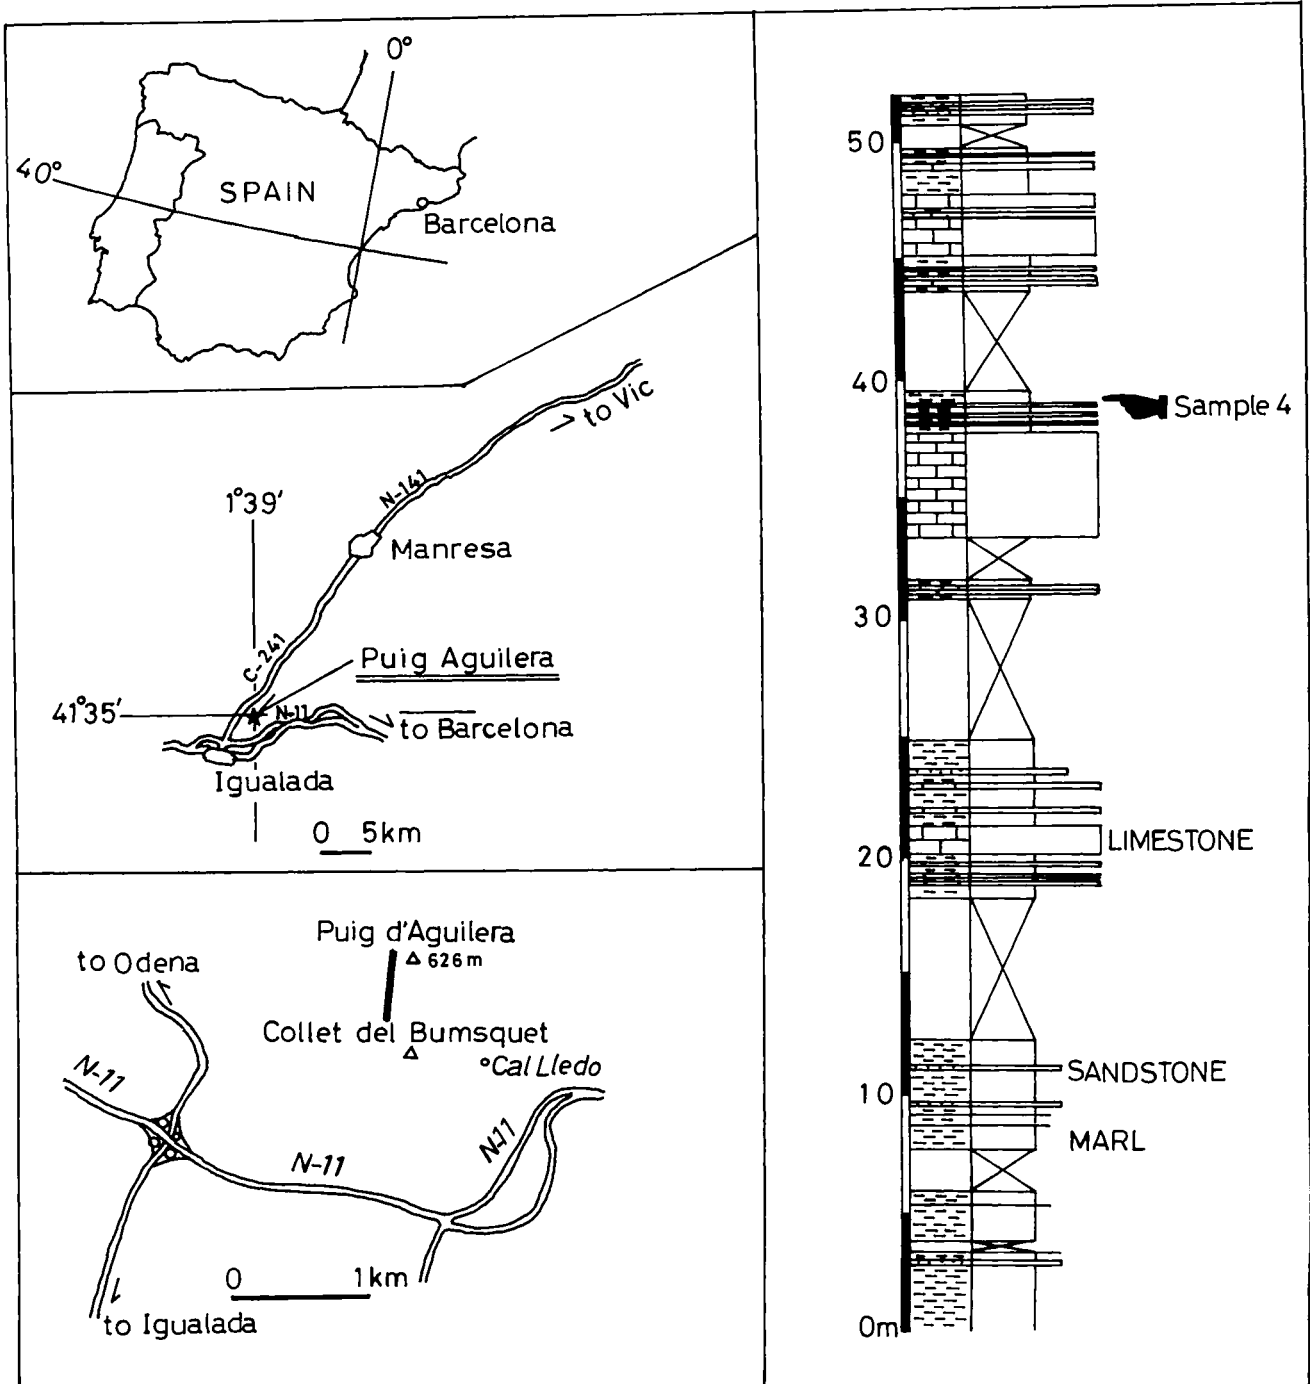 0°
40°
SPAIN
Barcelona
to Vic
N-141
1°39'
Manresa
C-241
Puig Aguilera
41°35'
N-11
to Barcelona
Igualada
0 5km
Puig d'Aguilera
626m
to Odena
Collet del Bumsquet
Cal Lledo
N-11
N-11
N-11
0 1km
to Igualada
50
40
Sample 4
30
20
LIMESTONE
SANDSTONE
10
MARL
0m